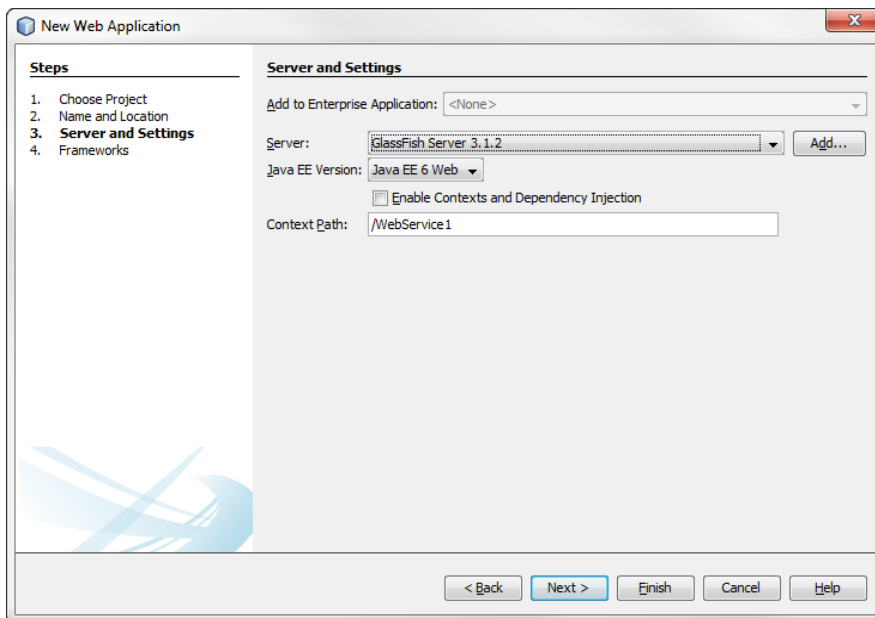 New Web Application
Steps
1. Choose Project
2. Name and Location
3. Server and Settings
4. Frameworks
Server and Settings
Add to Enterprise Application: <None>
Server: GlassFish Server 3.1.2 Add...
Java EE Version: Java EE 6 Web
Enable Contexts and Dependency Injection
Context Path: /WebService1
< Back Next > Finish Cancel Help